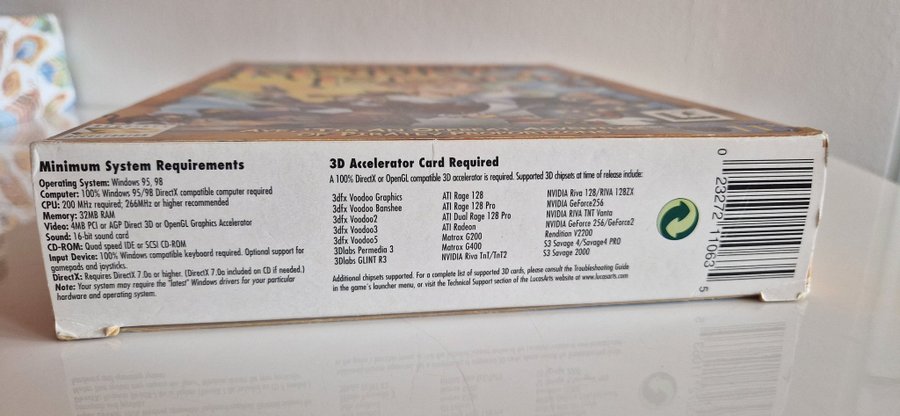 Minimum System Requirements
Operating System: Windows 95, 98
Computer: 100% Windows 95/98 DirectX compatible computer required
CPU: 200 MHz required; 266MHz or higher recommended
Memory: 32MB RAM
Video: 4MB PCI or AGP Direct 3D or OpenGL Graphics Accelerator
Sound: 16-bit sound card
CD-ROM: Quad speed IDE or SCSI CD-ROM
Input Device: 100% Windows compatible keyboard required. Optional support for
gamepads and joysticks.
DirectX: Requires DirectX 7.0a or higher. (DirectX 7.0a included on CD if needed.)
Note: Your system may require the "latest" Windows drivers for your particular
hardware and operating system.
3D Accelerator Card Required
A 100% DirectX or OpenGL compatible 3D accelerator is required. Supported 3D chipsets at time of release include:
3dfx Voodoo Graphics
3dfx Voodoo Banshee
3dfx Voodoo2
3dfx Voodoo3
3dfx Voodoo5
3Dlabs Permedia 3
3Dlabs GLINT R3
ATI Rage 128
ATI Rage 128 Pro
ATI Dual Rage 128 Pro
ATI Radeon
Matrox G200
Matrox G400
NVIDIA Riva TnT/TnT2
NVIDIA Riva 128/RIVA 128ZX
NVIDIA GeForce256
NVIDIA RIVA TNT Vanta
NVIDIA GeForce 256/GeForce2
Rendition V2200
S3 Savage 4/Savage4 PRO
S3 Savage 2000
Additional chipsets supported. For a complete list of supported 3D cards, please consult the Troubleshooting Guide
in the game's launcher menu, or visit the Technical Support section of the LucasArts website at www.lucasarts.com
0 23272 11063 5